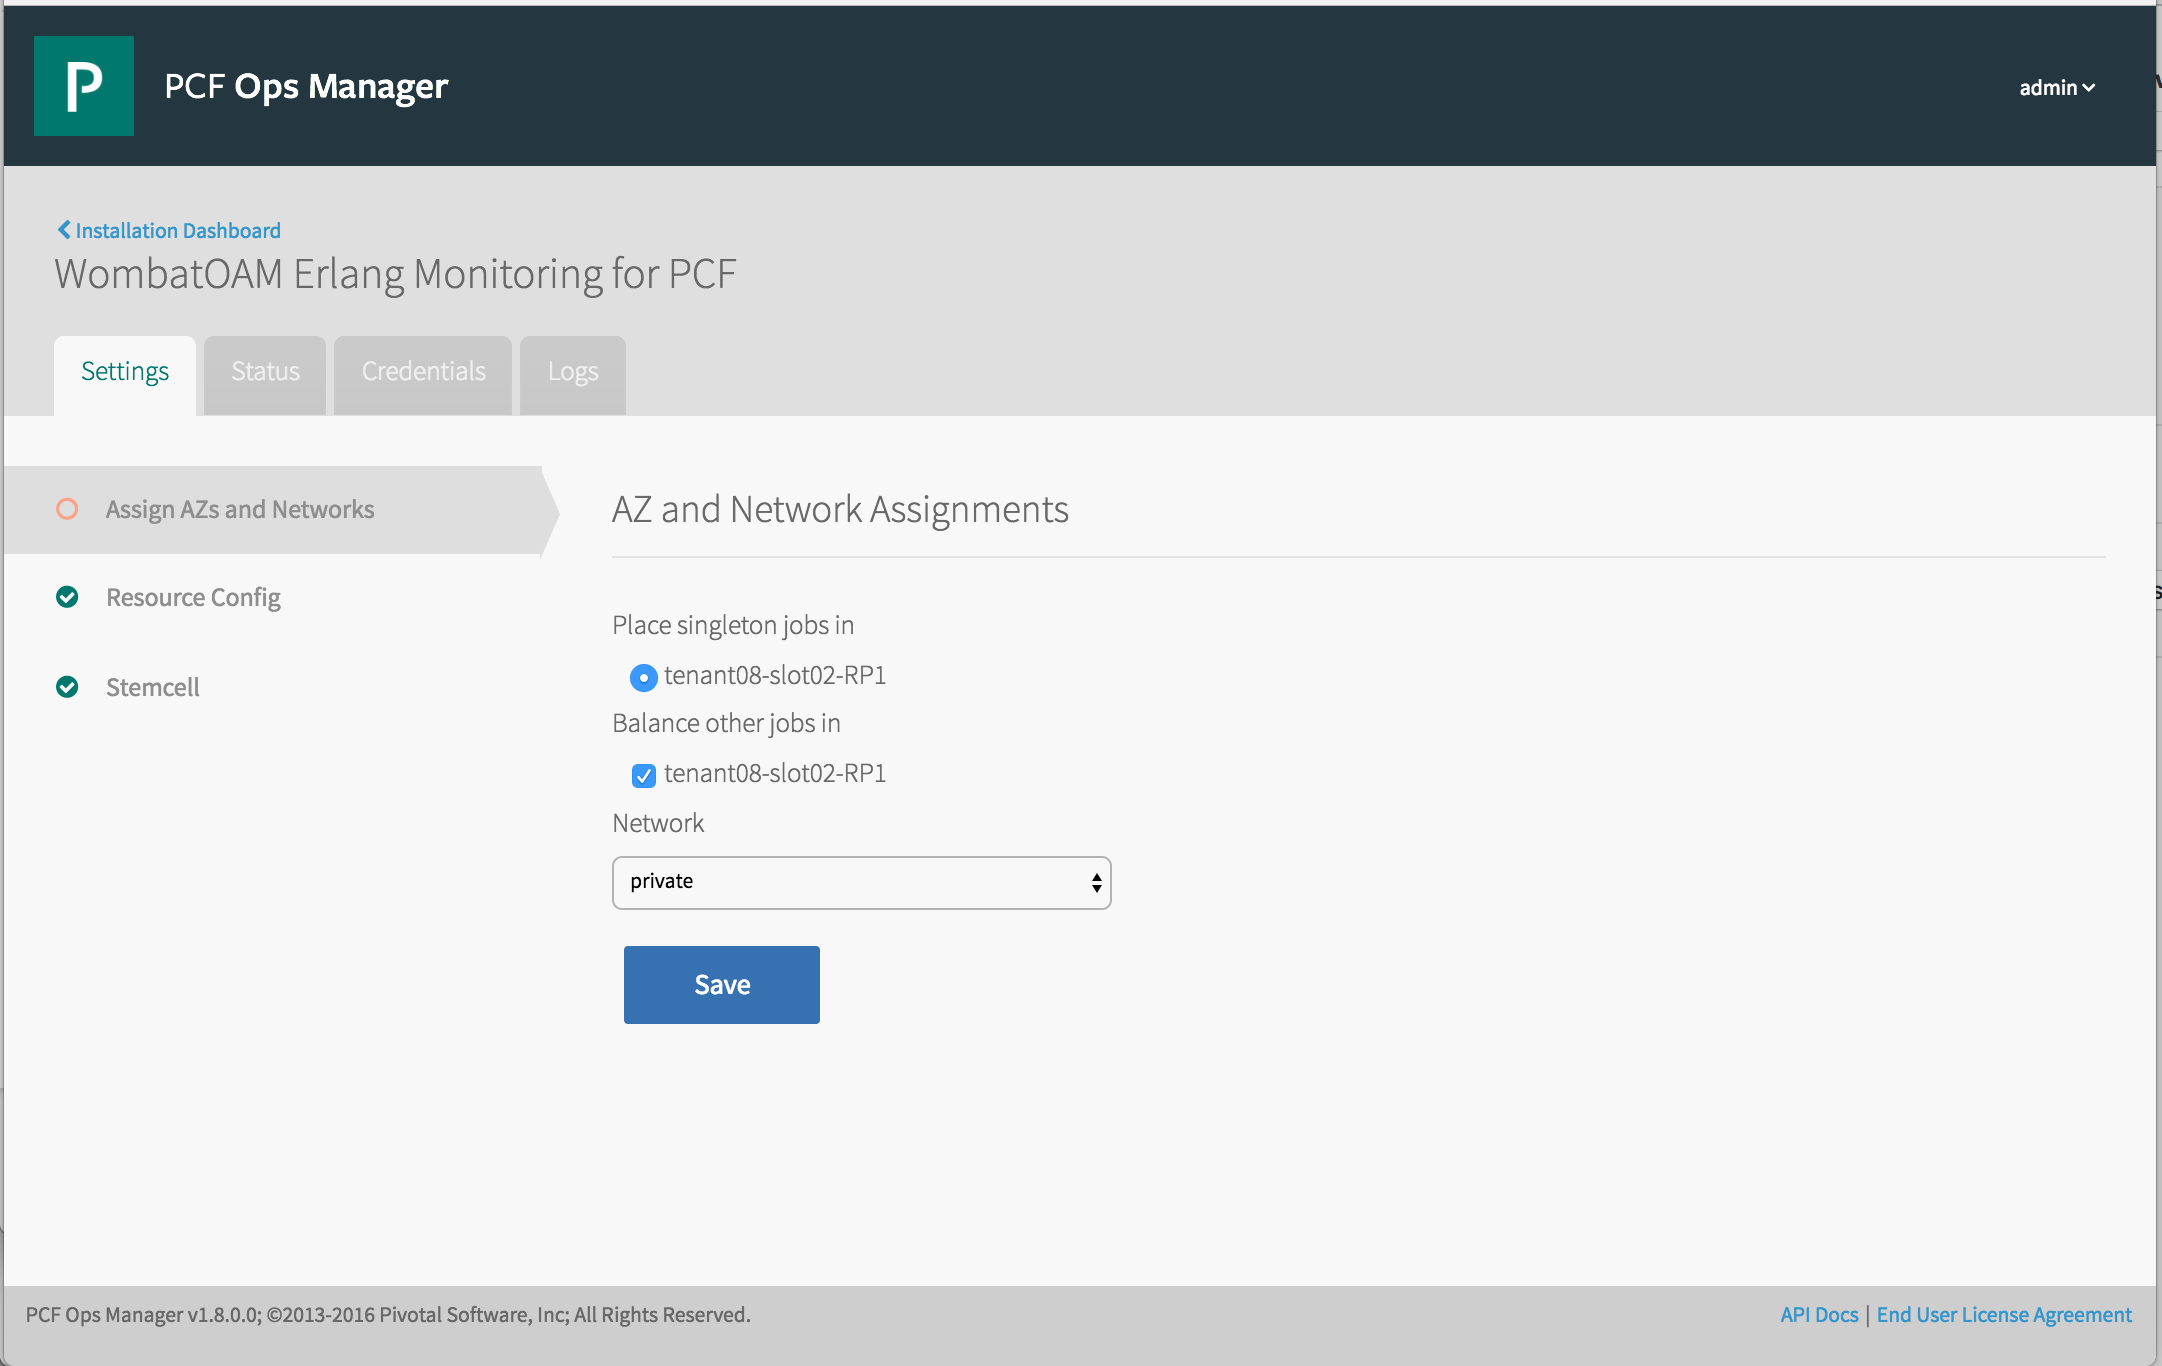 P
PCF Ops Manager
admin
Installation Dashboard
WombatOAM Erlang Monitoring for PCF
Settings
Status
Credentials
Logs
Assign AZs and Networks
Resource Config
Stemcell
AZ and Network Assignments
Place singleton jobs in
tenant08-slot02-RP1
Balance other jobs in
tenant08-slot02-RP1
Network
private
Save
PCF Ops Manager v1.8.0.0; ©2013-2016 Pivotal Software, Inc; All Rights Reserved.
API Docs | End User License Agreement